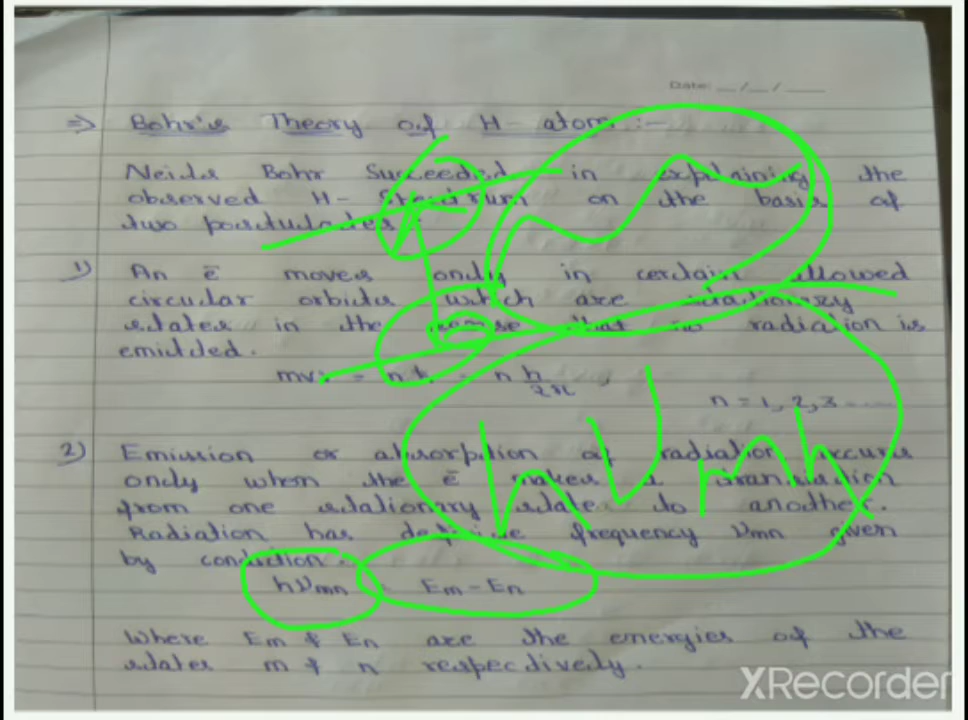 Date: __/__/____
⇒ Bohr's Theory of H-atom :-
Neids Bohr Succeeded in explaining the
observed H- Spectrum on the basis of
two postulates :
1) An ē moves only in certain allowed
circular orbits which are stationary
states in the sense that no radiation is
emitted.
mvr = nħ = n h/2π , n = 1, 2, 3 ....
2) Emission or absorption of radiation occurs
only when the ē makes a transition
from one stationary state to another.
Radiation has definite frequency νmn given
by condition :
hνmn = Em - En
Where Em & En are the energies of the
states m & n respectively.
hνmn
XRecorder